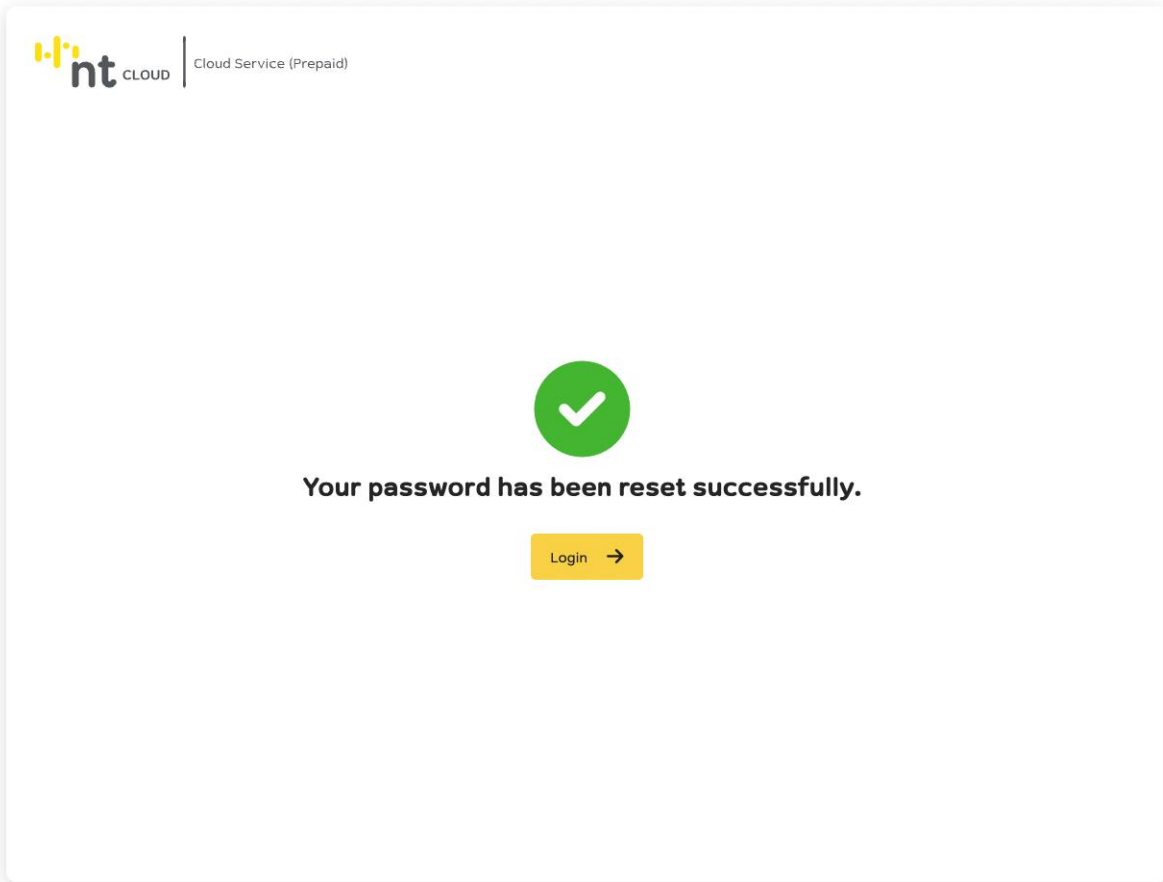 nt CLOUD
Cloud Service (Prepaid)
Your password has been reset successfully.
Login